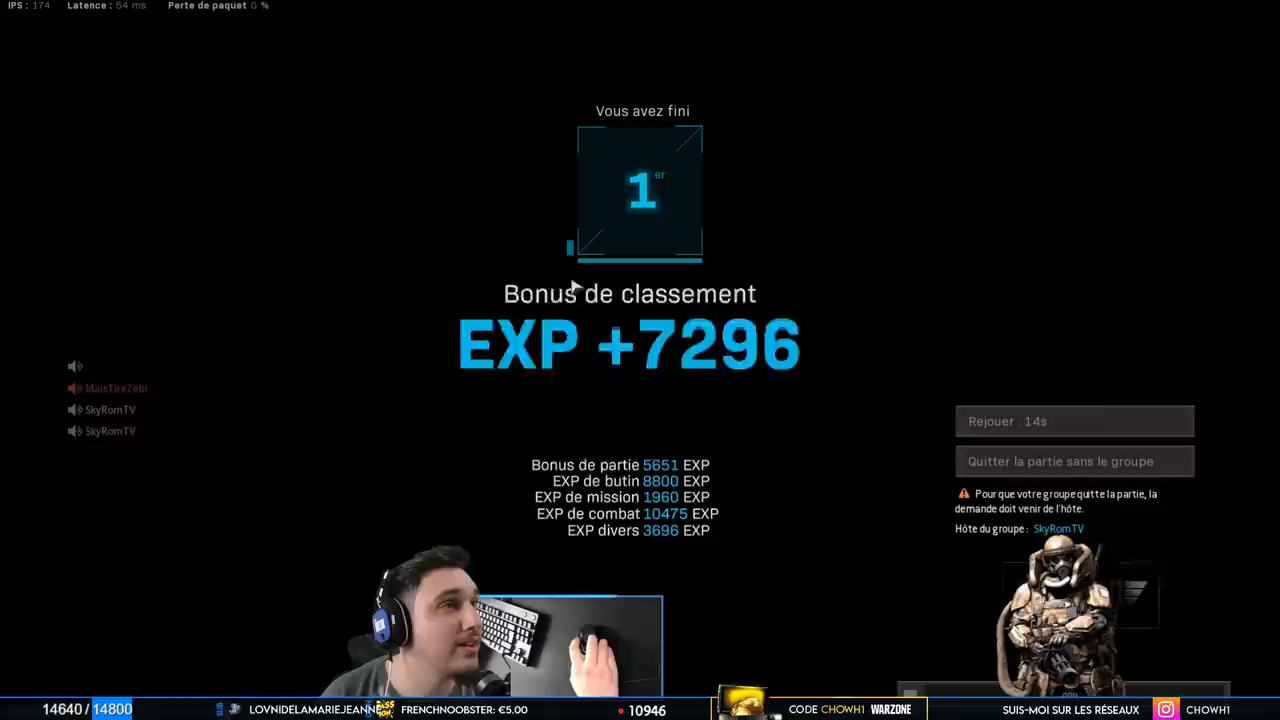 IPS : 174 Latence : 54 ms Perte de paquet 0 %
Vous avez fini
1er
Bonus de classement
EXP +7296
MaisTireZebi
SkyRomTV
SkyRomTV
Rejouer : 14s
Quitter la partie sans le groupe
Pour que votre groupe quitte la partie, la
demande doit venir de l'hôte.
Hôte du groupe : SkyRomTV
Bonus de partie 5651 EXP
EXP de butin 8800 EXP
EXP de mission 1960 EXP
EXP de combat 10475 EXP
EXP divers 3696 EXP
14640 / 14800 SUB LOVNIDELAMARIEJEANNE FRENCHNOOBSTER: €5.00 10946 CODE CHOWH1 WARZONE SUIS-MOI SUR LES RÉSEAUX CHOWH1